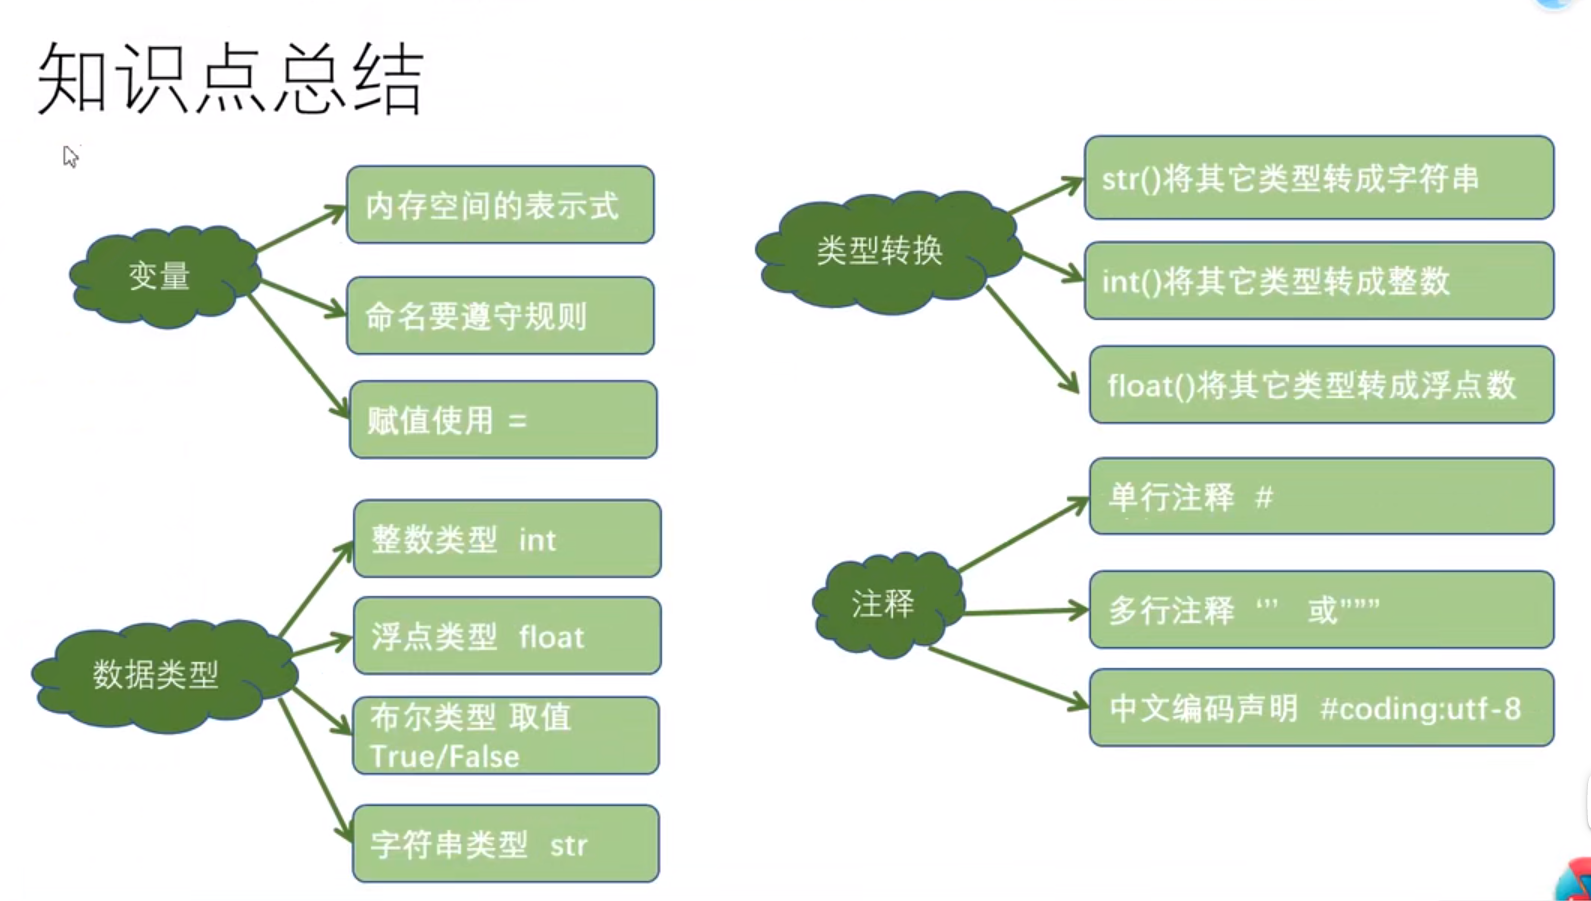 知识点总结
变量
内存空间的表示式
命名要遵守规则
赋值使用 =
数据类型
整数类型 int
浮点类型 float
布尔类型 取值
True/False
字符串类型 str
类型转换
str()将其它类型转成字符串
int()将其它类型转成整数
float()将其它类型转成浮点数
注释
单行注释 #
多行注释 ‘’’ 或”””
中文编码声明 #coding:utf-8